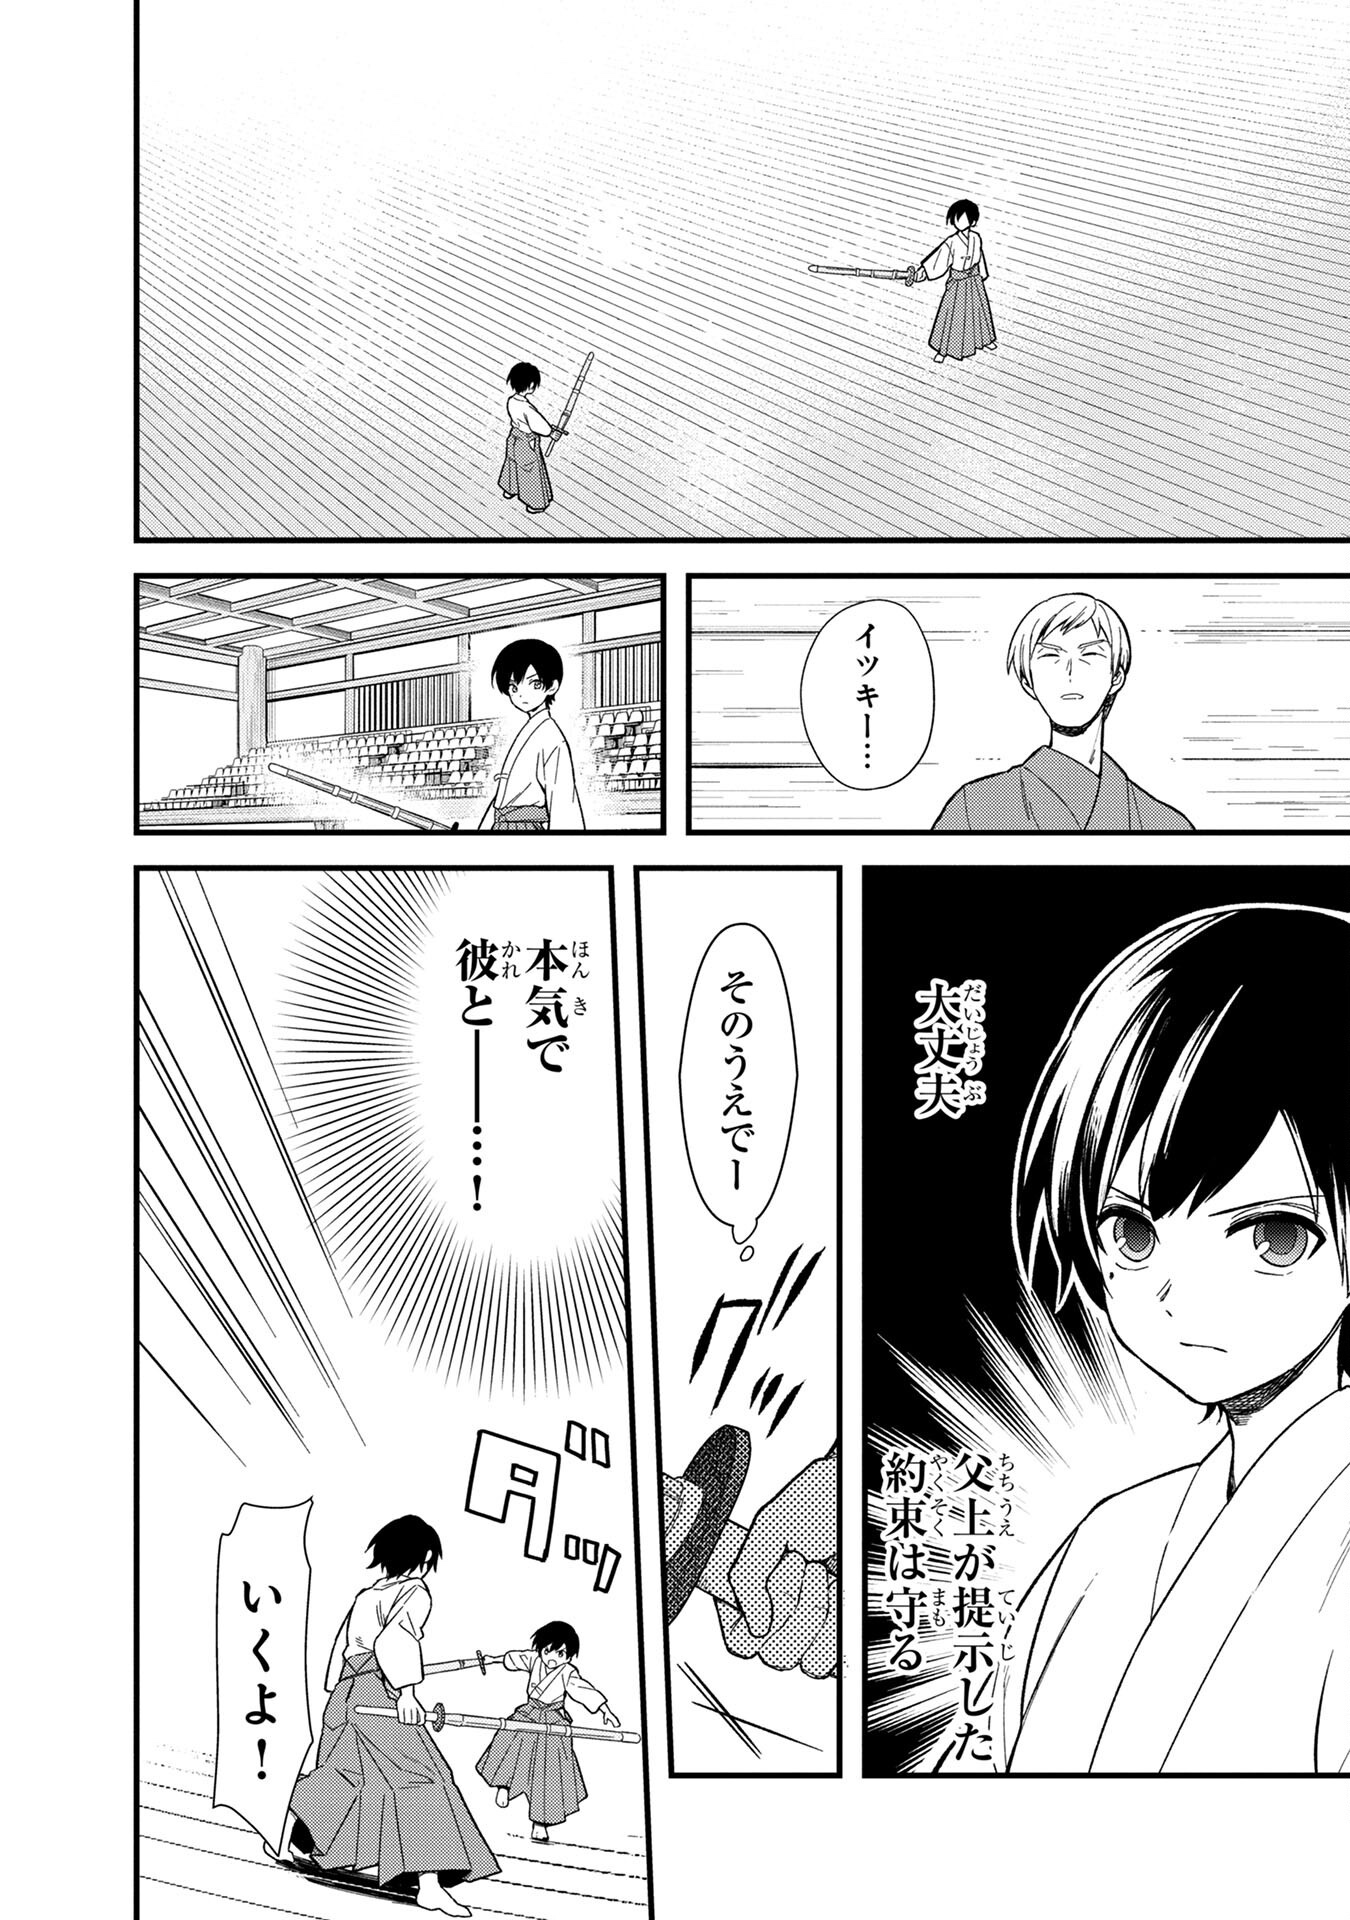 イツキー…
大丈夫
父上が提示した
約束は守る
そのうえでー
グッ
本気で
彼と――……！
ダッ
いくよ！